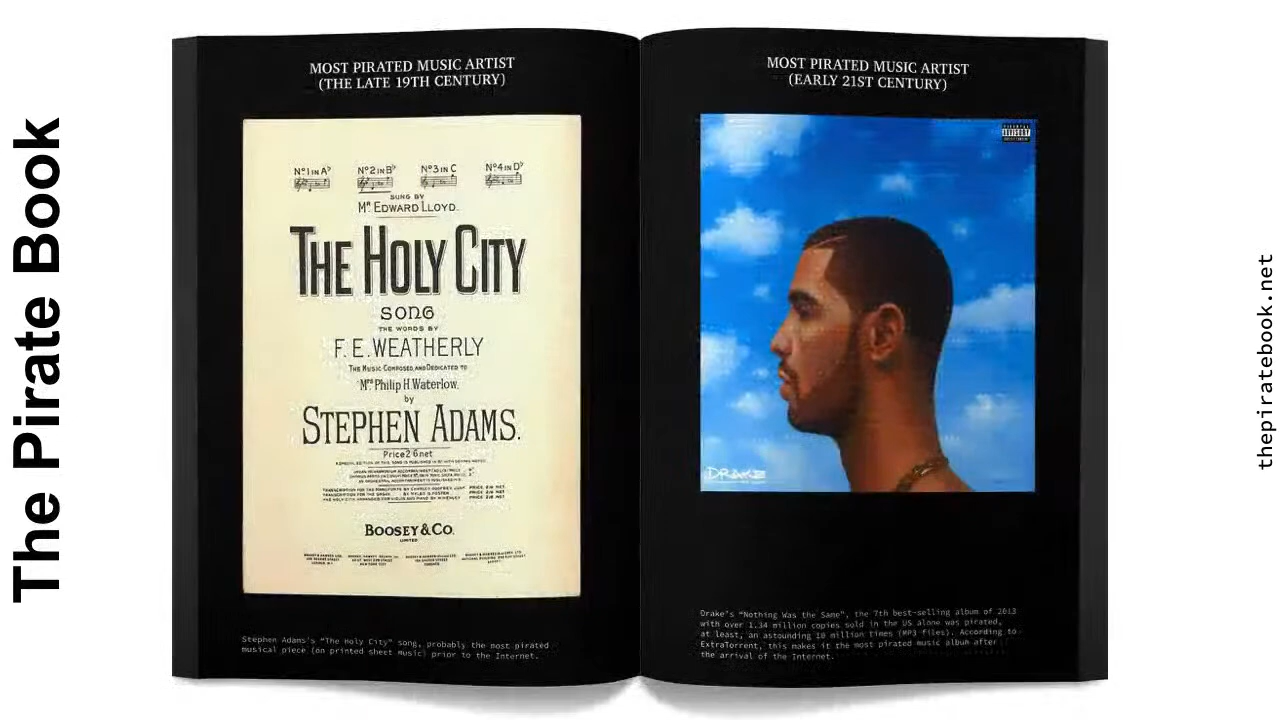 The Pirate Book
MOST PIRATED MUSIC ARTIST
(THE LATE 19TH CENTURY)
Nº1 IN A♭ Nº2 IN B♭ Nº3 IN C Nº4 IN D♭
SUNG BY
MR EDWARD LLOYD.
THE HOLY CITY
SONG
THE WORDS BY
F. E. WEATHERLY
THE MUSIC COMPOSED AND DEDICATED TO
Mrs Philip H. Waterlow,
by
STEPHEN ADAMS.
Price 2/6 net
BOOSEY & CO.
LIMITED
Stephen Adams's "The Holy City" song, probably the most pirated
musical piece (on printed sheet music) prior to the Internet.
MOST PIRATED MUSIC ARTIST
(EARLY 21ST CENTURY)
PARENTAL
ADVISORY
EXPLICIT CONTENT
DRAKE
Drake's "Nothing Was the Same", the 7th best-selling album of 2013
with over 1.34 million copies sold in the US alone was pirated,
at least, an astounding 10 million times (MP3 files). According to
ExtraTorrent, this makes it the most pirated music album after
the arrival of the Internet.
thepiratebook.net